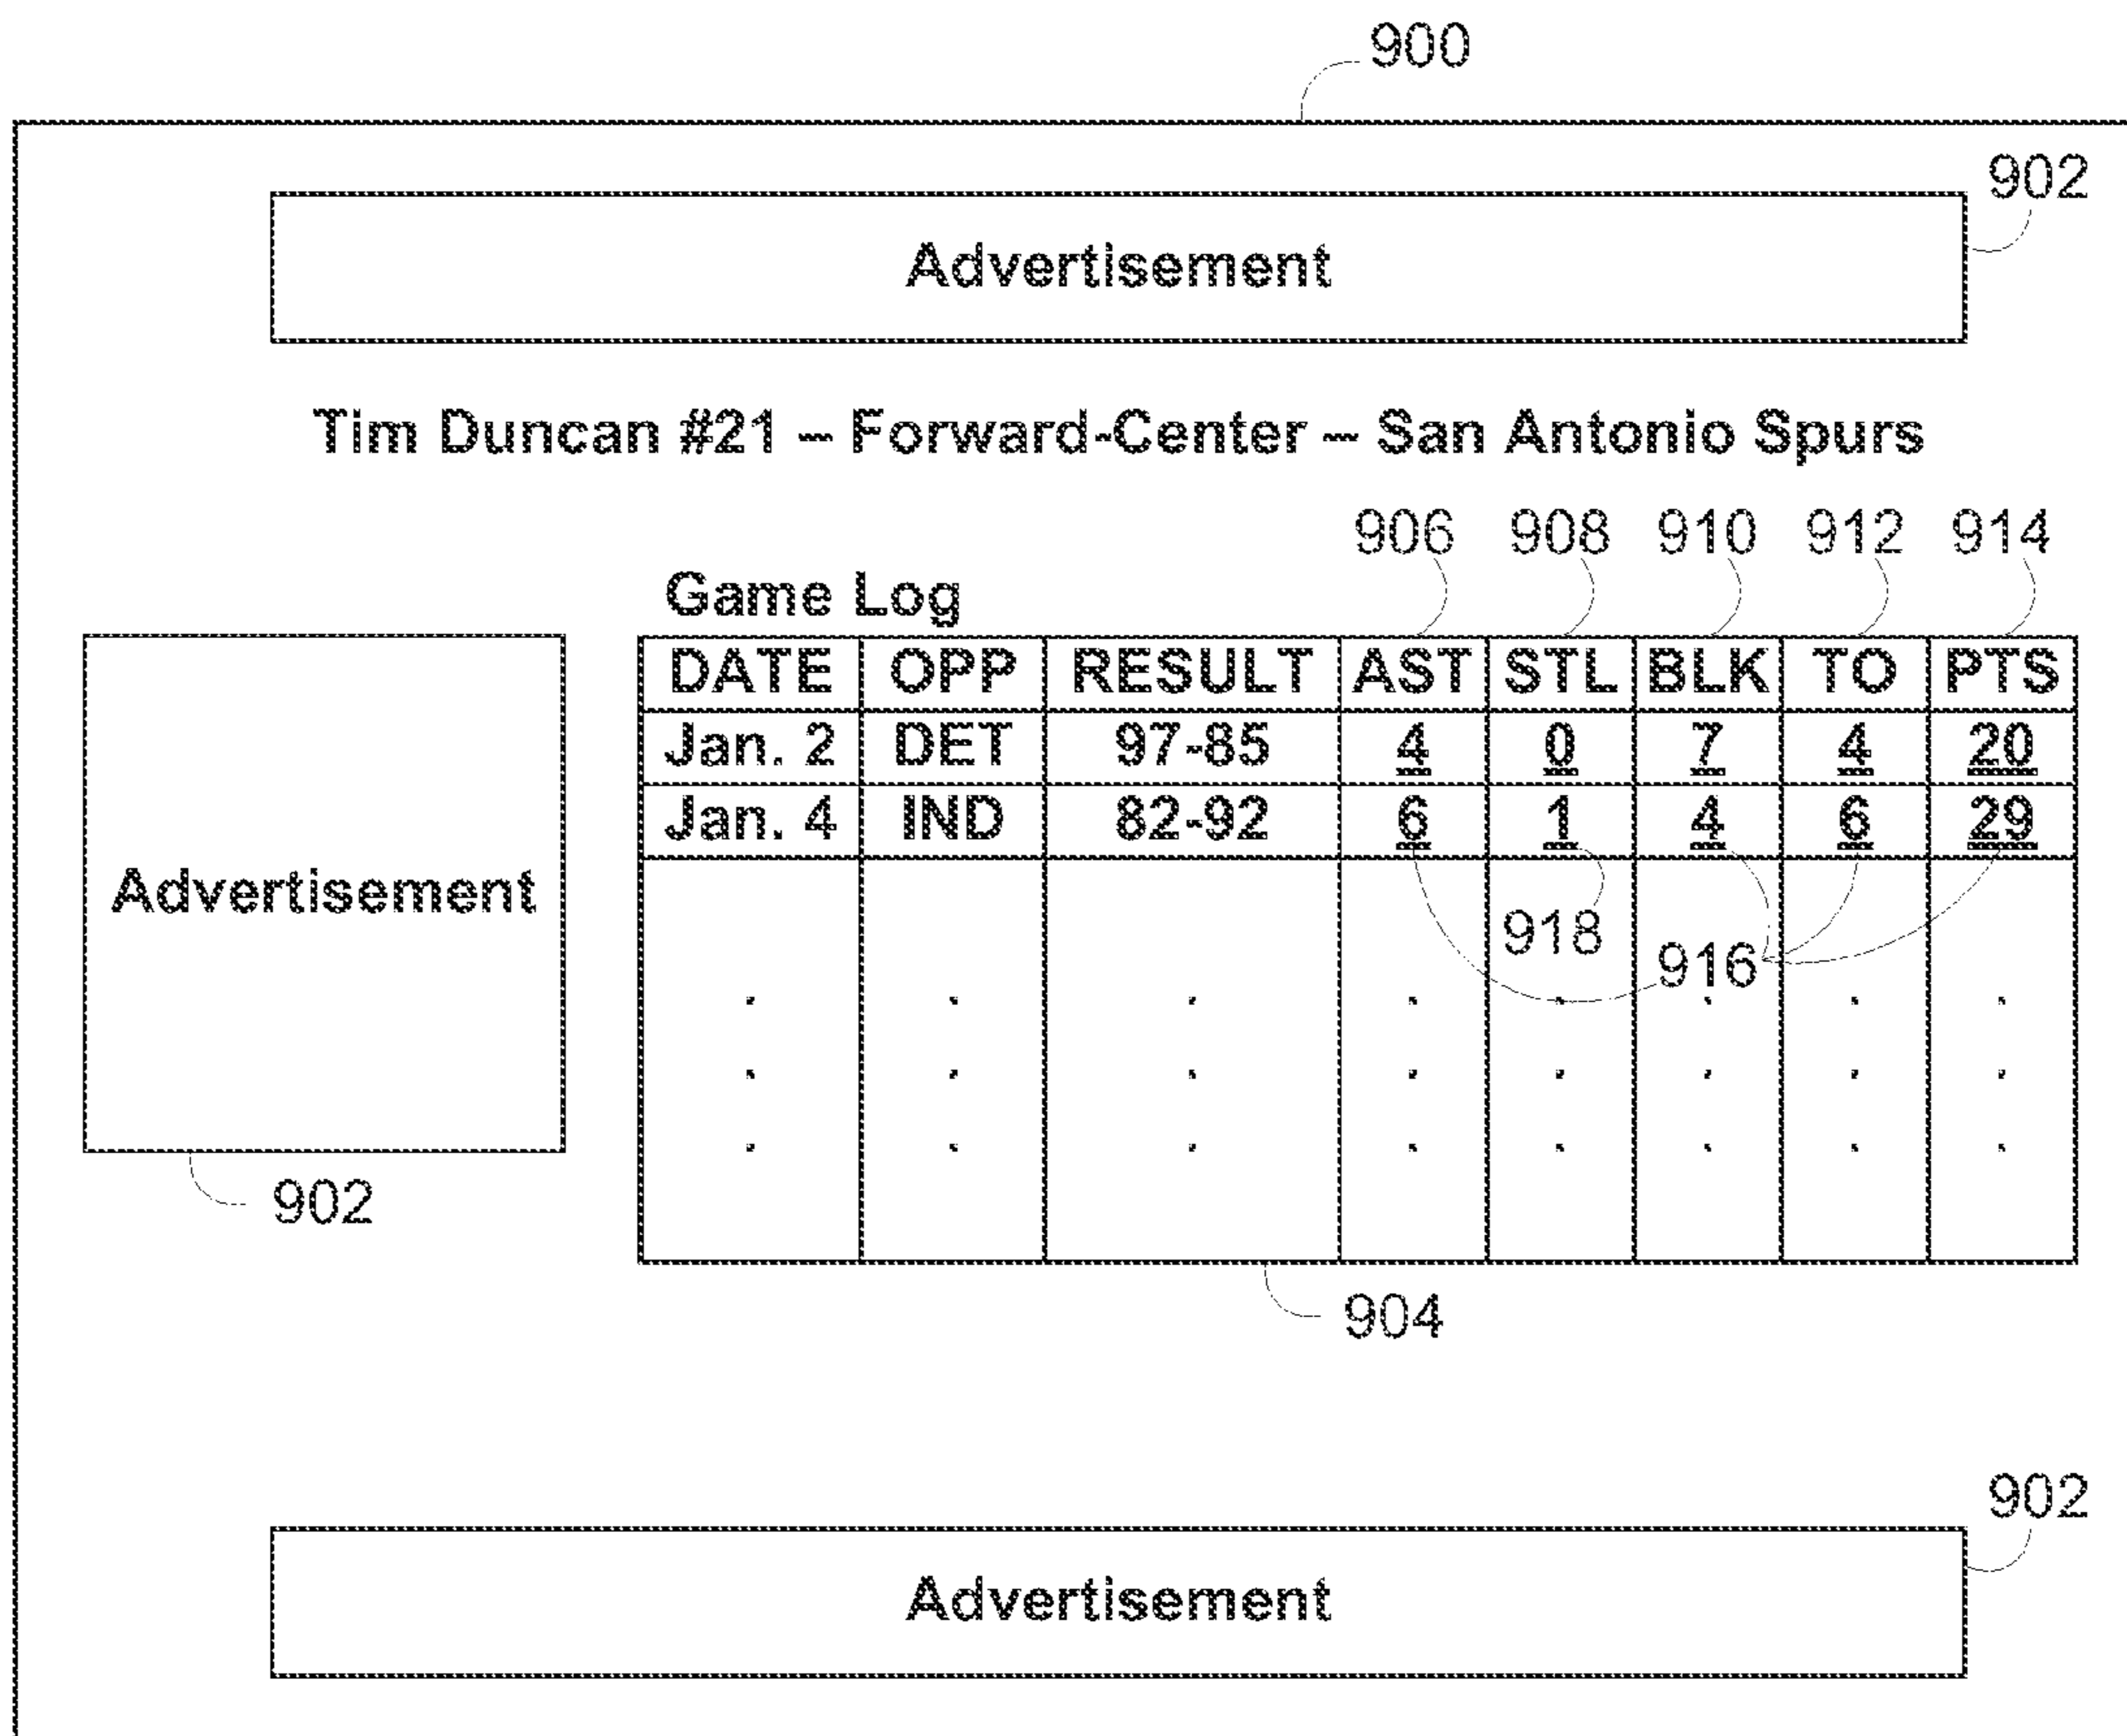 900
902
Advertisement
Tim Duncan #21 – Forward-Center – San Antonio Spurs
906 908 910 912 914
Game Log
DATE OPP RESULT AST STL BLK TO PTS
Jan. 2 DET 97-85 4 0 7 4 20
Jan. 4 IND 82-92 6 1 4 6 29
Advertisement
918
916
902
904
902
Advertisement